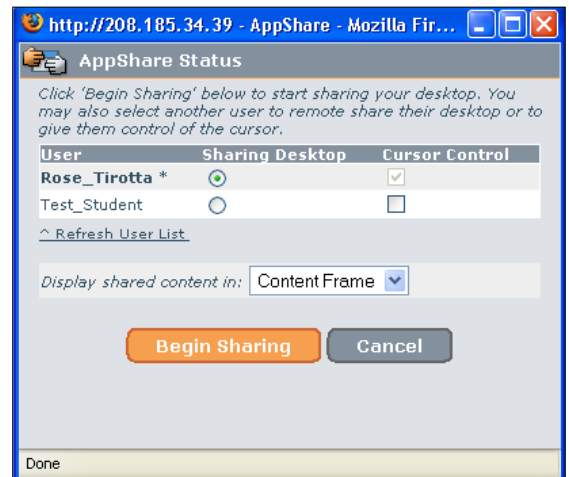 http://208.185.34.39 - AppShare - Mozilla Fir...
AppShare Status
Click 'Begin Sharing' below to start sharing your desktop. You
may also select another user to remote share their desktop or to
give them control of the cursor.
User Sharing Desktop Cursor Control
Rose_Tirotta *
Test_Student
^ Refresh User List
Display shared content in: Content Frame
Begin Sharing Cancel
Done